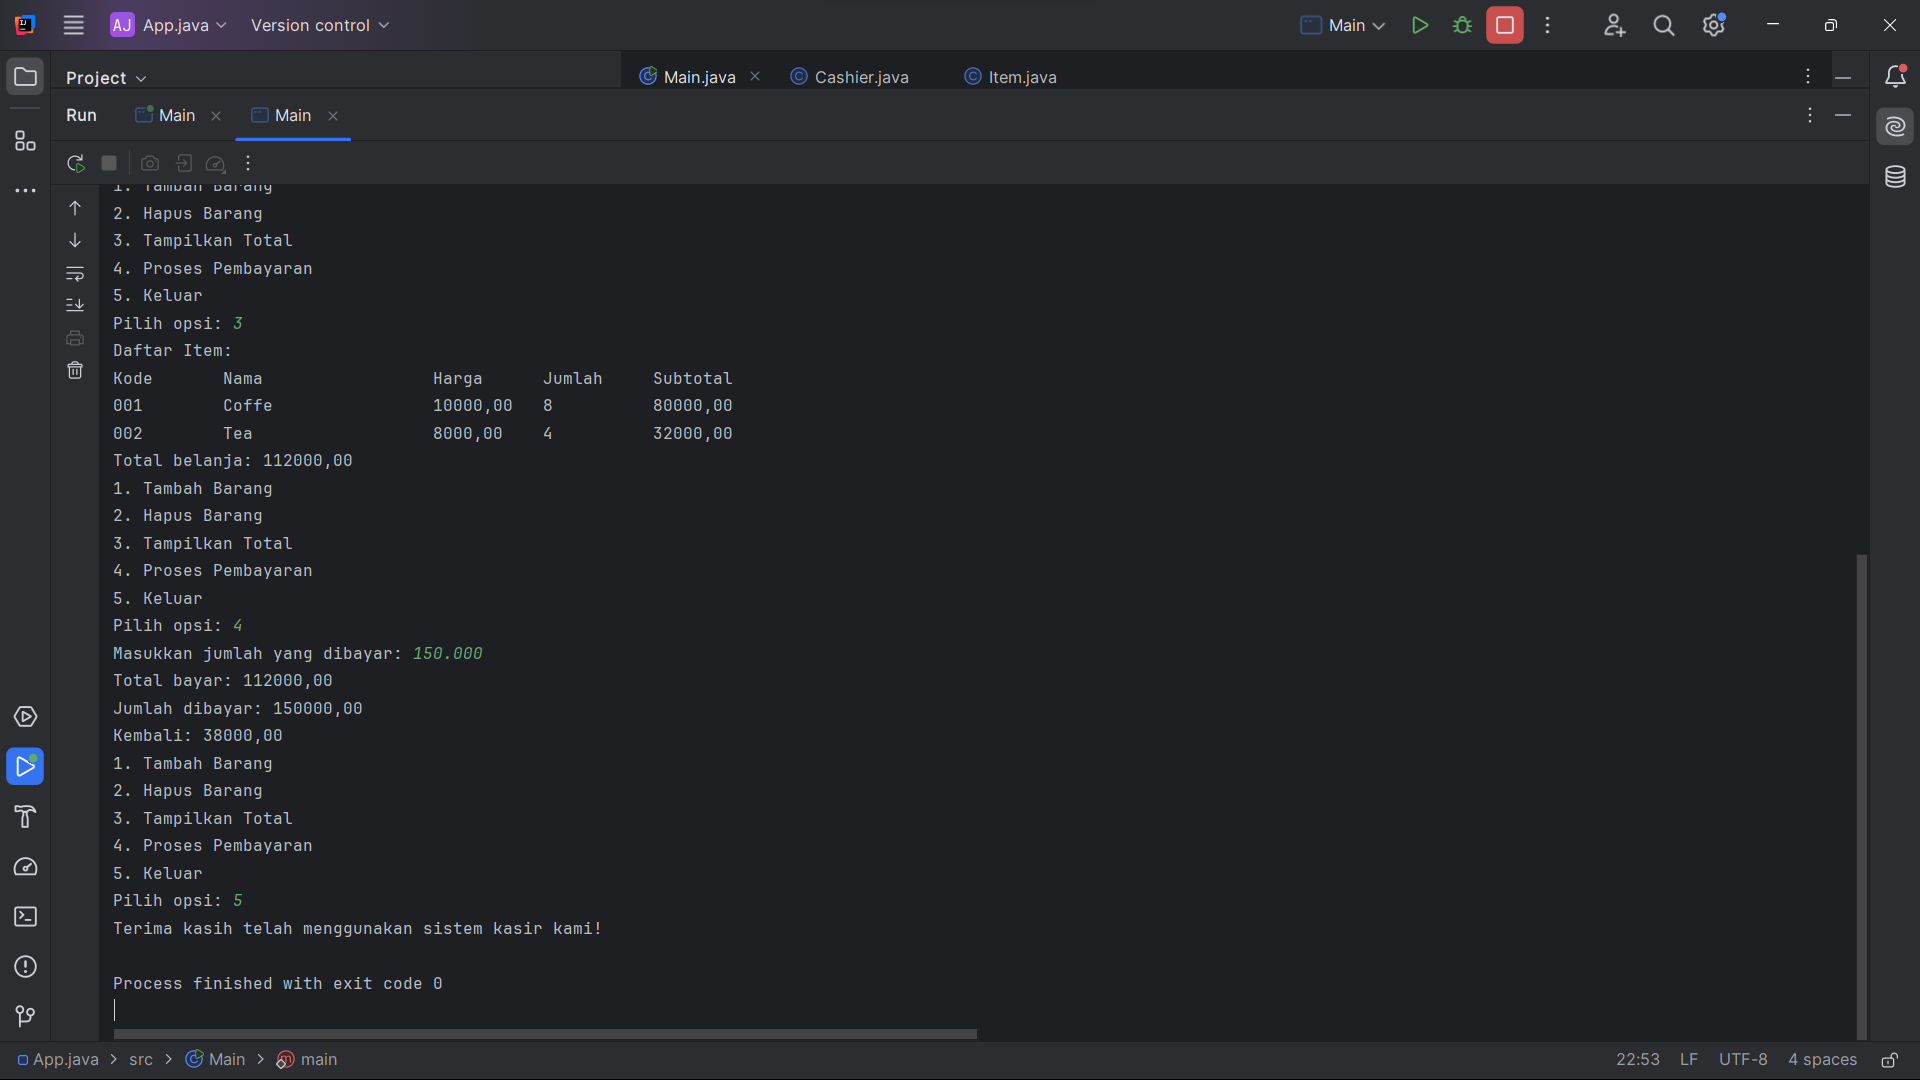 AJ App.java Version control Main
Project Main.java Cashier.java Item.java
Run Main Main
1. Tambah Barang
2. Hapus Barang
3. Tampilkan Total
4. Proses Pembayaran
5. Keluar
Pilih opsi: 3
Daftar Item:
Kode Nama Harga Jumlah Subtotal
001 Coffe 10000,00 8 80000,00
002 Tea 8000,00 4 32000,00
Total belanja: 112000,00
1. Tambah Barang
2. Hapus Barang
3. Tampilkan Total
4. Proses Pembayaran
5. Keluar
Pilih opsi: 4
Masukkan jumlah yang dibayar: 150.000
Total bayar: 112000,00
Jumlah dibayar: 150000,00
Kembali: 38000,00
1. Tambah Barang
2. Hapus Barang
3. Tampilkan Total
4. Proses Pembayaran
5. Keluar
Pilih opsi: 5
Terima kasih telah menggunakan sistem kasir kami!
Process finished with exit code 0
App.java > src > Main > main 22:53 LF UTF-8 4 spaces